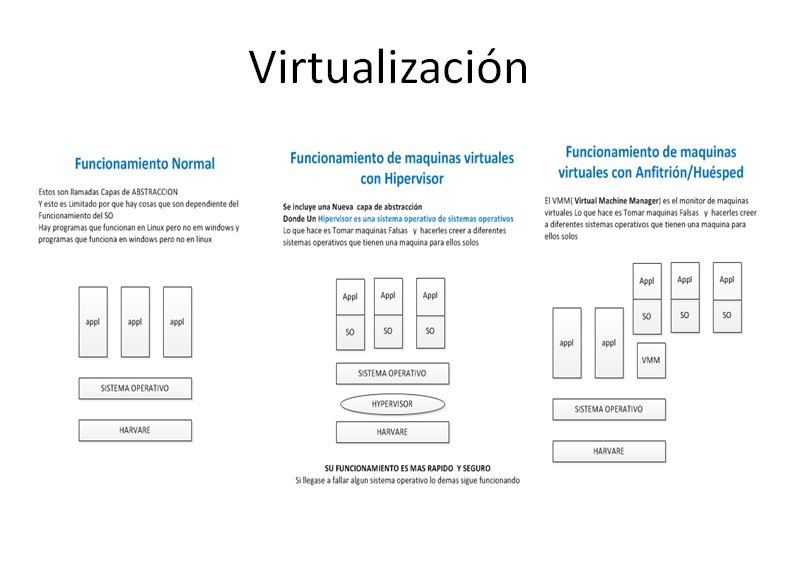 Virtualización
Funcionamiento Normal
Estos son llamadas Capas de ABSTRACCION
Y esto es Limitado por que hay cosas que son dependiente del
Funcionamiento del SO
Hay programas que funcionan en Linux pero no em windows y
programas que funciona en windows pero no en linux
appl
appl
appl
SISTEMA OPERATIVO
HARVARE
Funcionamiento de maquinas virtuales
con Hipervisor
Se incluye una Nueva capa de abstracción
Donde Un Hipervisor es una sistema operativo de sistemas operativos
Lo que hace es Tomar maquinas Falsas y hacerles creer a diferentes
sistemas operativos que tienen una maquina para ellos solos
Appl
Appl
Appl
SO
SO
SO
SISTEMA OPERATIVO
HYPERVISOR
HARVARE
SU FUNCIONAMIENTO ES MAS RAPIDO Y SEGURO
Si llegase a fallar algun sistema operativo lo demas sigue funcionando
Funcionamiento de maquinas
virtuales con Anfitrión/Huésped
El VMM( Virtual Machine Manager) es el monitor de maquinas
virtuales Lo que hace es Tomar maquinas Falsas y hacerles creer
a diferentes sistemas operativos que tienen una maquina para
ellos solos
Appl
Appl
Appl
SO
SO
SO
appl
appl
VMM
SISTEMA OPERATIVO
HARVARE